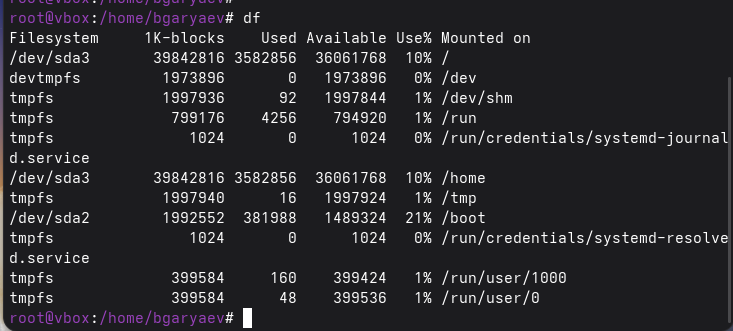 root@vbox:/home/bgaryaev# df
Filesystem     1K-blocks    Used Available Use% Mounted on
/dev/sda3       39842816 3582856  36061768  10% /
devtmpfs         1973896       0   1973896   0% /dev
tmpfs            1997936      92   1997844   1% /dev/shm
tmpfs             799176    4256    794920   1% /run
tmpfs               1024       0      1024   0% /run/credentials/systemd-journal
d.service
/dev/sda3       39842816 3582856  36061768  10% /home
tmpfs            1997940      16   1997924   1% /tmp
/dev/sda2        1992552  381988   1489324  21% /boot
tmpfs               1024       0      1024   0% /run/credentials/systemd-resolve
d.service
tmpfs             399584     160    399424   1% /run/user/1000
tmpfs             399584      48    399536   1% /run/user/0
root@vbox:/home/bgaryaev#